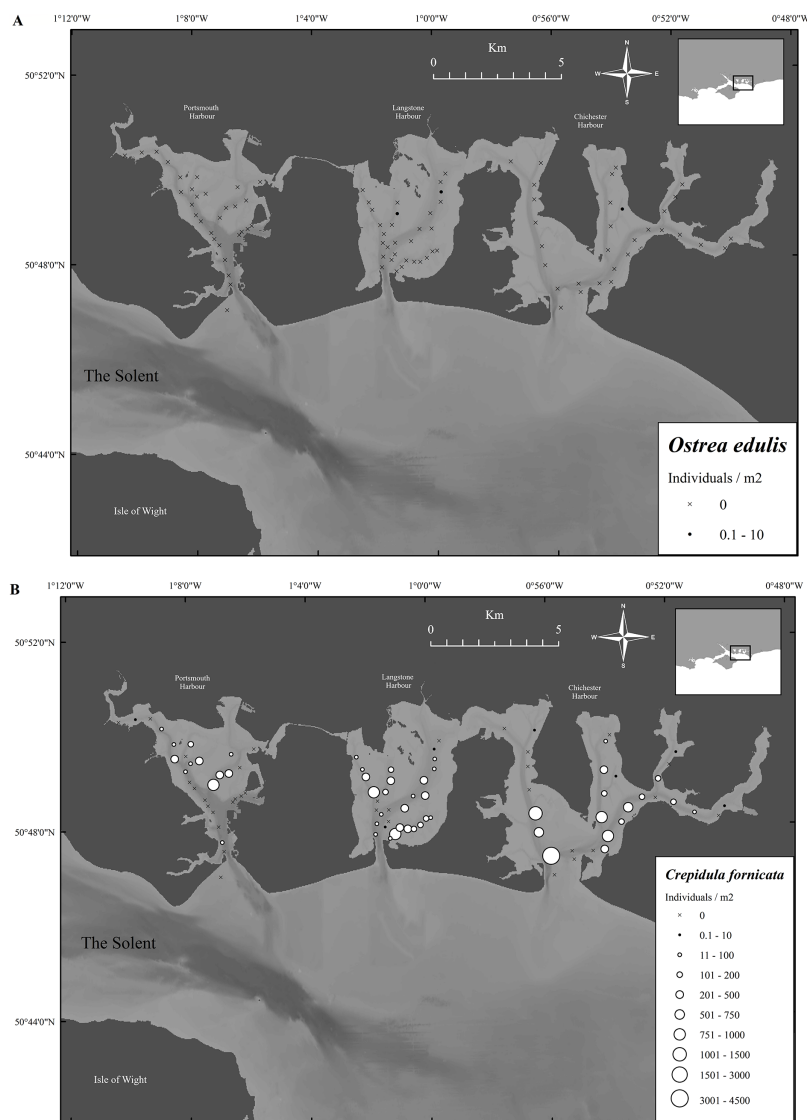 A
1°12'0"W 1°8'0"W 1°4'0"W 1°0'0"W 0°56'0"W 0°52'0"W 0°48'0"W
50°52'0"N
50°48'0"N
50°44'0"N
Km
0 5
N
W E
S
Portsmouth
Harbour
Langstone
Harbour
Chichester
Harbour
The Solent
Isle of Wight
Ostrea edulis
Individuals / m2
0
0.1 - 10
B
1°12'0"W 1°8'0"W 1°4'0"W 1°0'0"W 0°56'0"W 0°52'0"W 0°48'0"W
50°52'0"N
50°48'0"N
50°44'0"N
Km
0 5
N
W E
S
Portsmouth
Harbour
Langstone
Harbour
Chichester
Harbour
The Solent
Isle of Wight
Crepidula fornicata
Individuals / m2
0
0.1 - 10
11 - 100
101 - 200
201 - 500
501 - 750
751 - 1000
1001 - 1500
1501 - 3000
3001 - 4500